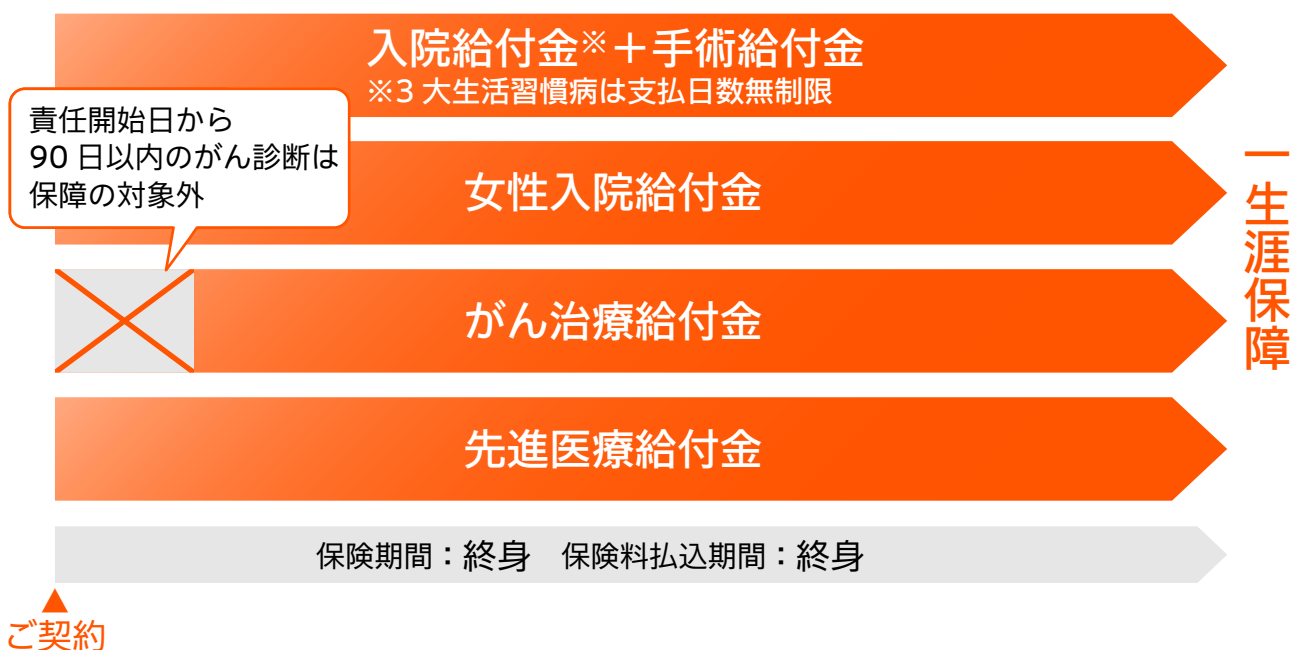 入院給付金※＋手術給付金
※3大生活習慣病は支払日数無制限
責任開始日から
90日以内のがん診断は
保障の対象外
女性入院給付金
がん治療給付金
先進医療給付金
一生涯保障
保険期間：終身　保険料払込期間：終身
ご契約